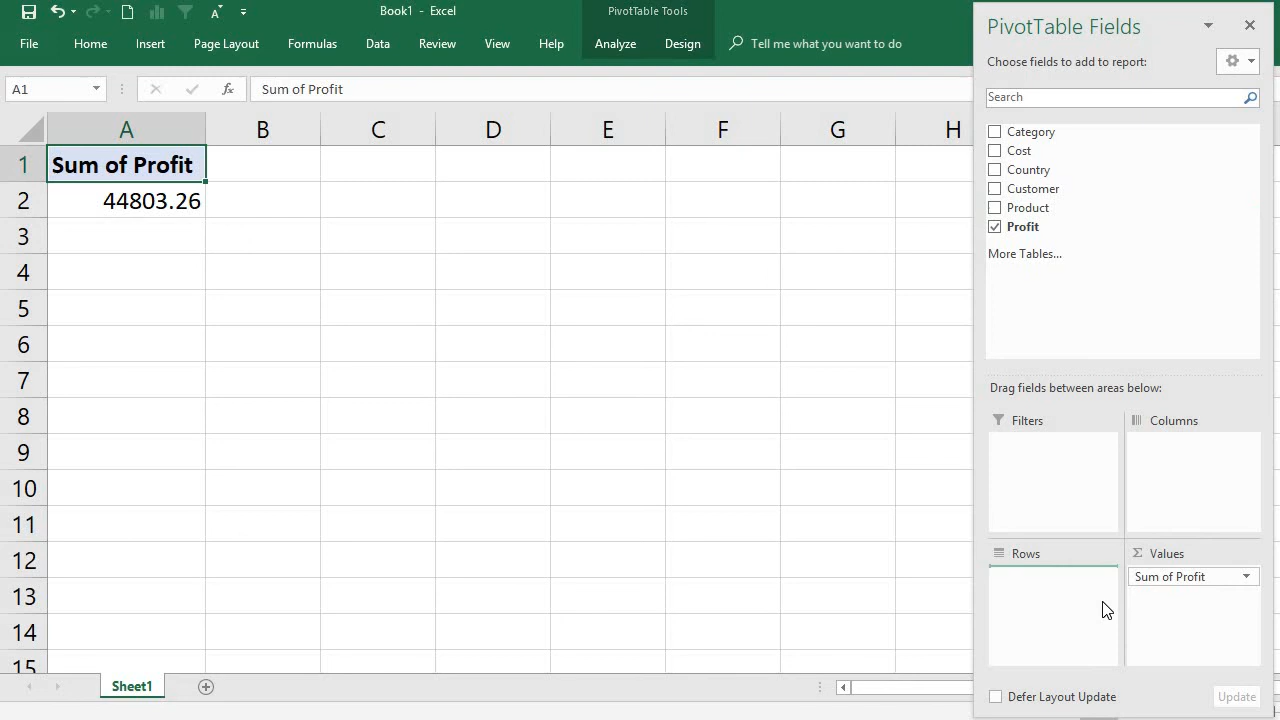 Book1 - Excel
PivotTable Tools
File Home Insert Page Layout Formulas Data Review View Help Analyze Design Tell me what you want to do
A1 fx Sum of Profit
A B C D E F G H
1 Sum of Profit
2 44803.26
3
4
5
6
7
8
9
10
11
12
13
14
15
Sheet1
PivotTable Fields
Choose fields to add to report:
Search
Category
Cost
Country
Customer
Product
Profit
More Tables...
Drag fields between areas below:
Filters Columns
Rows Σ Values
Sum of Profit
Defer Layout Update Update